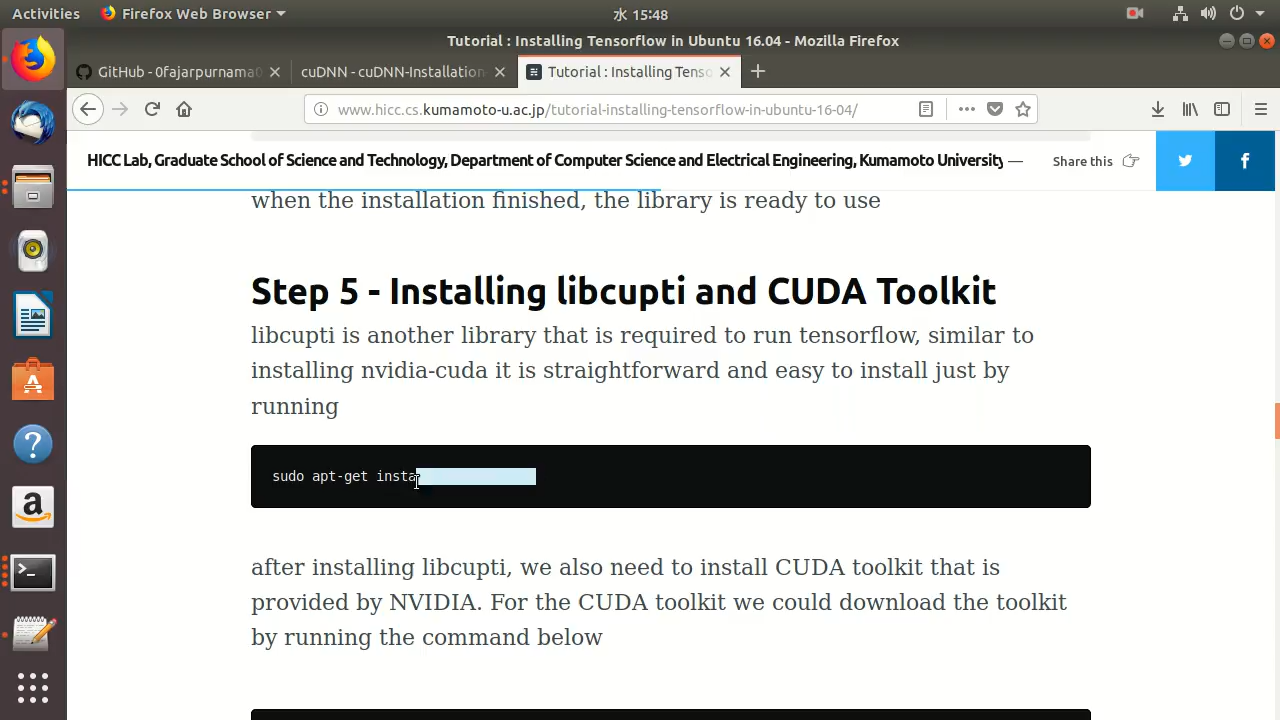 Activities
Firefox Web Browser
水 15:48
Tutorial : Installing Tensorflow in Ubuntu 16.04 - Mozilla Firefox
GitHub - 0fajarpurnama0
cuDNN - cuDNN-Installation-
Tutorial : Installing Tenso
www.hicc.cs.kumamoto-u.ac.jp/tutorial-installing-tensorflow-in-ubuntu-16-04/
HICC Lab, Graduate School of Science and Technology, Department of Computer Science and Electrical Engineering, Kumamoto University —
Share this
when the installation finished, the library is ready to use
Step 5 - Installing libcupti and CUDA Toolkit
libcupti is another library that is required to run tensorflow, similar to
installing nvidia-cuda it is straightforward and easy to install just by
running
sudo apt-get insta
after installing libcupti, we also need to install CUDA toolkit that is
provided by NVIDIA. For the CUDA toolkit we could download the toolkit
by running the command below